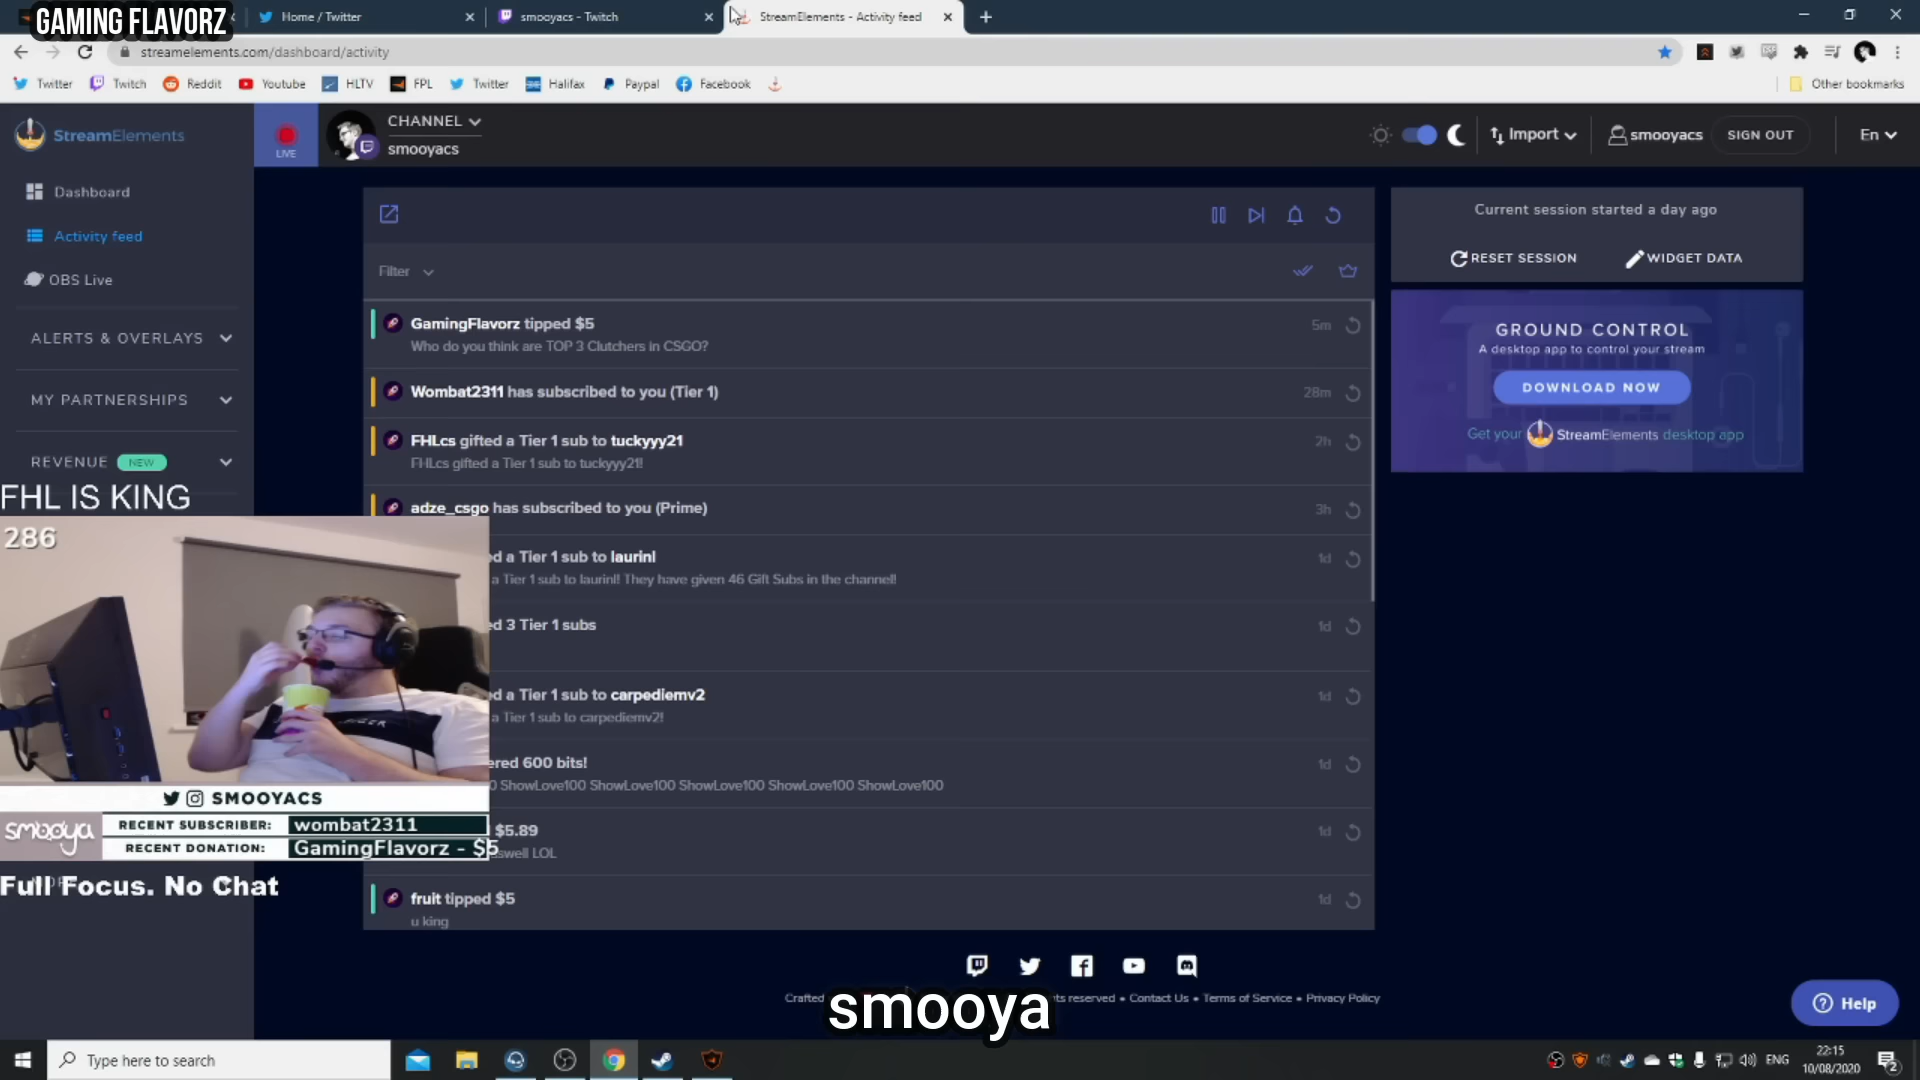 GAMING FLAVORZ
Home / Twitter
smooyacs - Twitch
StreamElements - Activity feed
streamelements.com/dashboard/activity
Twitter
Twitch
Reddit
Youtube
HLTV
FPL
Twitter
Halifax
Paypal
Facebook
Other bookmarks
StreamElements
LIVE
CHANNEL
smooyacs
Import
smooyacs
SIGN OUT
En
Dashboard
Activity feed
OBS Live
ALERTS & OVERLAYS
MY PARTNERSHIPS
REVENUE NEW
Filter
GamingFlavorz tipped $5
5m
Who do you think are TOP 3 Clutchers in CSGO?
Wombat2311 has subscribed to you (Tier 1)
28m
FHLcs gifted a Tier 1 sub to tuckyyy21
2h
FHLcs gifted a Tier 1 sub to tuckyyy21!
adze_csgo has subscribed to you (Prime)
3h
ed a Tier 1 sub to laurinl
1d
a Tier 1 sub to laurinl! They have given 46 Gift Subs in the channel!
ed 3 Tier 1 subs
1d
ed a Tier 1 sub to carpediemv2
1d
a Tier 1 sub to carpediemv2!
ered 600 bits!
1d
0 ShowLove100 ShowLove100 ShowLove100 ShowLove100 ShowLove100
$5.89
1d
swell LOL
fruit tipped $5
1d
u king
Current session started a day ago
RESET SESSION
WIDGET DATA
GROUND CONTROL
A desktop app to control your stream
DOWNLOAD NOW
Get your StreamElements desktop app
FHL IS KING
286
SMOOYACS
smooya
RECENT SUBSCRIBER: wombat2311
RECENT DONATION: GamingFlavorz - $5
Full Focus. No Chat
Crafted
ts reserved • Contact Us • Terms of Service • Privacy Policy
smooya
Help
Type here to search
ENG
22:15
10/08/2020
2